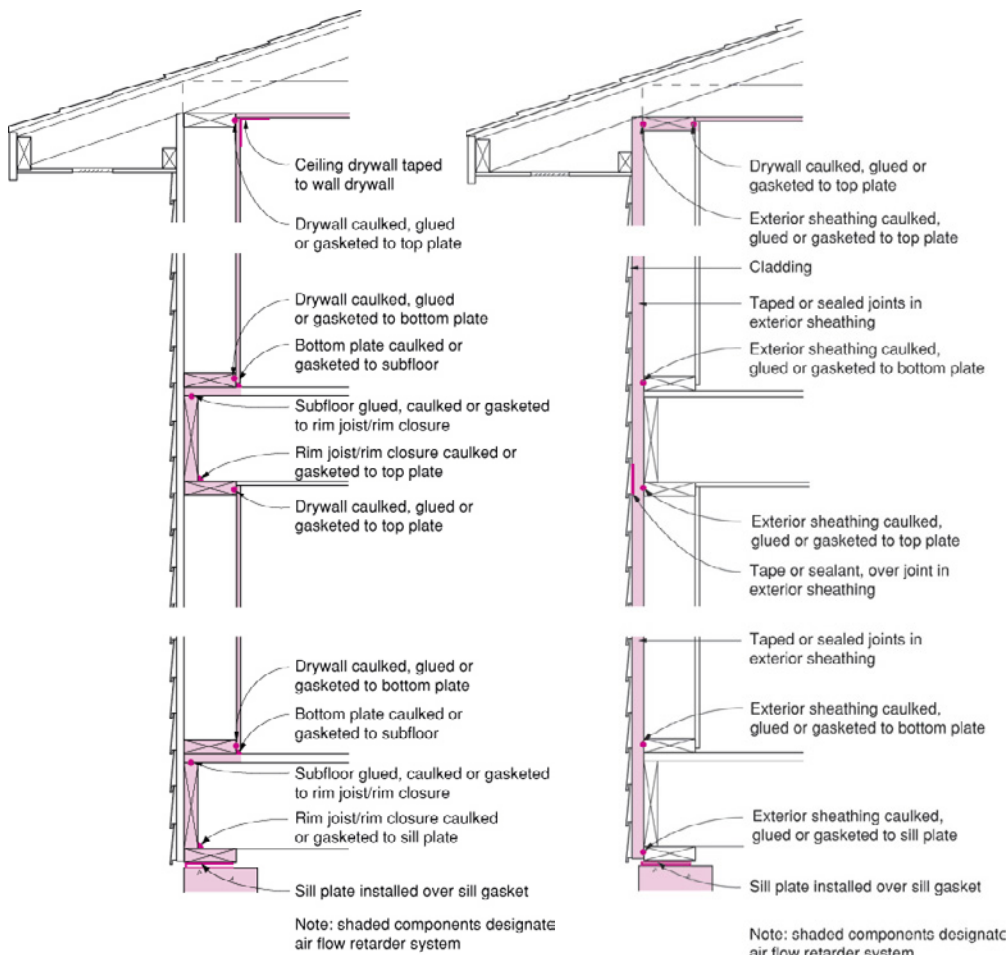 Ceiling drywall taped
to wall drywall
Drywall caulked, glued
or gasketed to top plate
Drywall caulked, glued
or gasketed to bottom plate
Bottom plate caulked or
gasketed to subfloor
Subfloor glued, caulked or gasketed
to rim joist/rim closure
Rim joist/rim closure caulked or
gasketed to top plate
Drywall caulked, glued or
gasketed to top plate
Drywall caulked, glued or
gasketed to bottom plate
Bottom plate caulked or
gasketed to subfloor
Subfloor glued, caulked or gasketed
to rim joist/rim closure
Rim joist/rim closure caulked
or gasketed to sill plate
Sill plate installed over sill gasket
Note: shaded components designate
air flow retarder system
Drywall caulked, glued or
gasketed to top plate
Exterior sheathing caulked,
glued or gasketed to top plate
Cladding
Taped or sealed joints in
exterior sheathing
Exterior sheathing caulked,
glued or gasketed to bottom plate
Exterior sheathing caulked,
glued or gasketed to top plate
Tape or sealant, over joint in
exterior sheathing
Taped or sealed joints in
exterior sheathing
Exterior sheathing caulked,
glued or gasketed to bottom plate
Exterior sheathing caulked,
glued or gasketed to sill plate
Sill plate installed over sill gasket
Note: shaded components designate
air flow retarder system